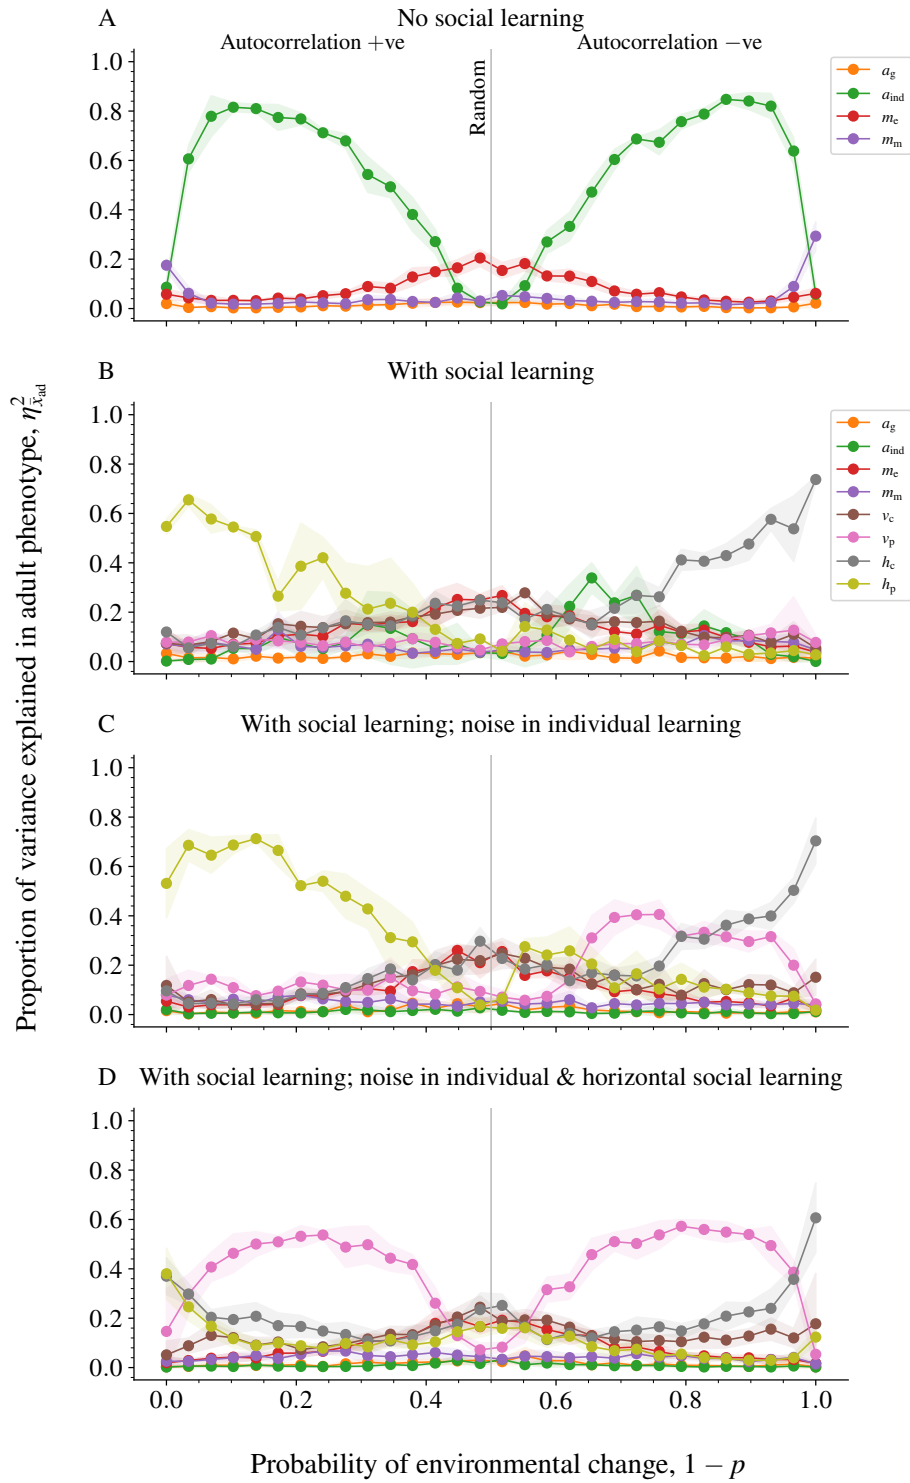 A No social learning
Autocorrelation +ve Autocorrelation −ve
Random
1.0
0.8
0.6
0.4
0.2
0.0
a_g
a_ind
m_e
m_m
B With social learning
1.0
0.8
0.6
0.4
0.2
0.0
a_g
a_ind
m_e
m_m
v_c
v_p
h_c
h_p
Proportion of variance explained in adult phenotype, η²_x̄_ad
C With social learning; noise in individual learning
1.0
0.8
0.6
0.4
0.2
0.0
D With social learning; noise in individual & horizontal social learning
1.0
0.8
0.6
0.4
0.2
0.0
0.0 0.2 0.4 0.6 0.8 1.0
Probability of environmental change, 1 − p